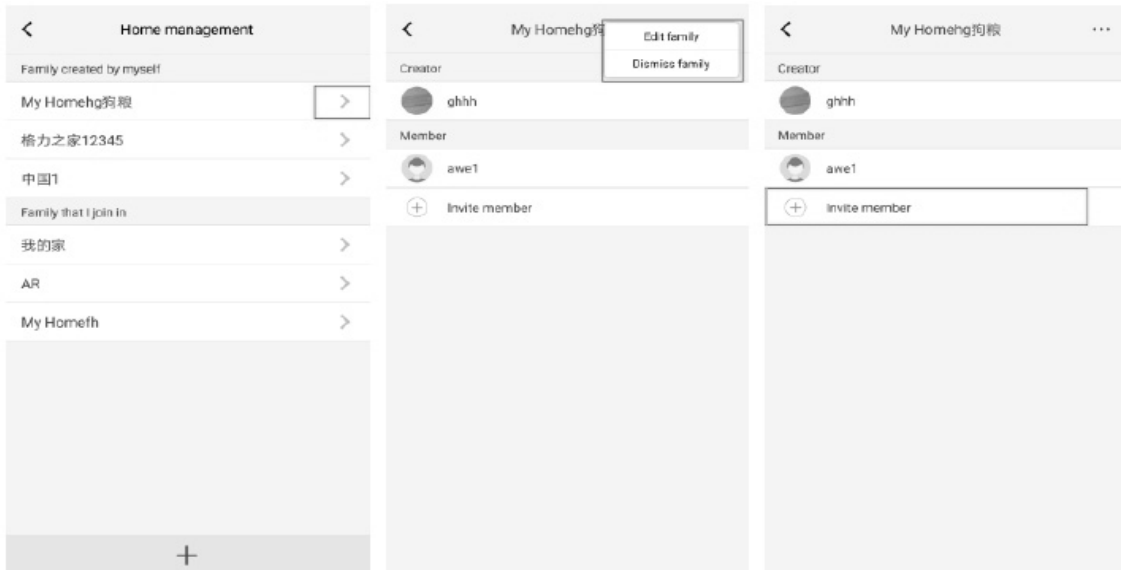 Home management
Family created by myself
My Homehg狗粮
格力之家12345
中国1
Family that I join in
我的家
AR
My Homefh
My Homehg狗
Edit family
Dismiss family
Creator
ghhh
Member
awe1
Invite member
My Homehg狗粮
Creator
ghhh
Member
awe1
Invite member